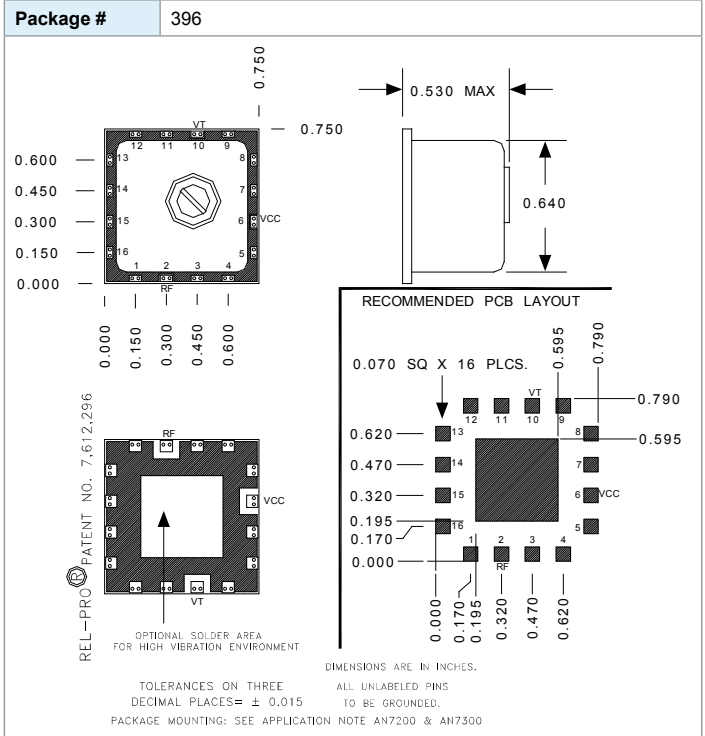 Package # 396
0.750
0.750
0.530 MAX
0.640
VT
12 11 10 9
0.600
0.450
0.300
0.150
0.000
13
14
15
16
8
7
6 VCC
5
1 2 3 4
RF
0.000
0.150
0.300
0.450
0.600
RECOMMENDED PCB LAYOUT
0.595
0.790
0.070 SQ X 16 PLCS.
VT
12 11 10 9
0.790
0.595
0.620
0.470
0.320
0.195
0.170
0.000
13
14
15
16
8
7
6 VCC
5
1 2 3 4
RF
0.000
0.170
0.195
0.320
0.470
0.620
RF
VCC
VT
REL-PRO® PATENT NO. 7,612,296
OPTIONAL SOLDER AREA
FOR HIGH VIBRATION ENVIRONMENT
DIMENSIONS ARE IN INCHES.
TOLERANCES ON THREE
DECIMAL PLACES= ± 0.015
ALL UNLABELED PINS
TO BE GROUNDED.
PACKAGE MOUNTING: SEE APPLICATION NOTE AN7200 & AN7300